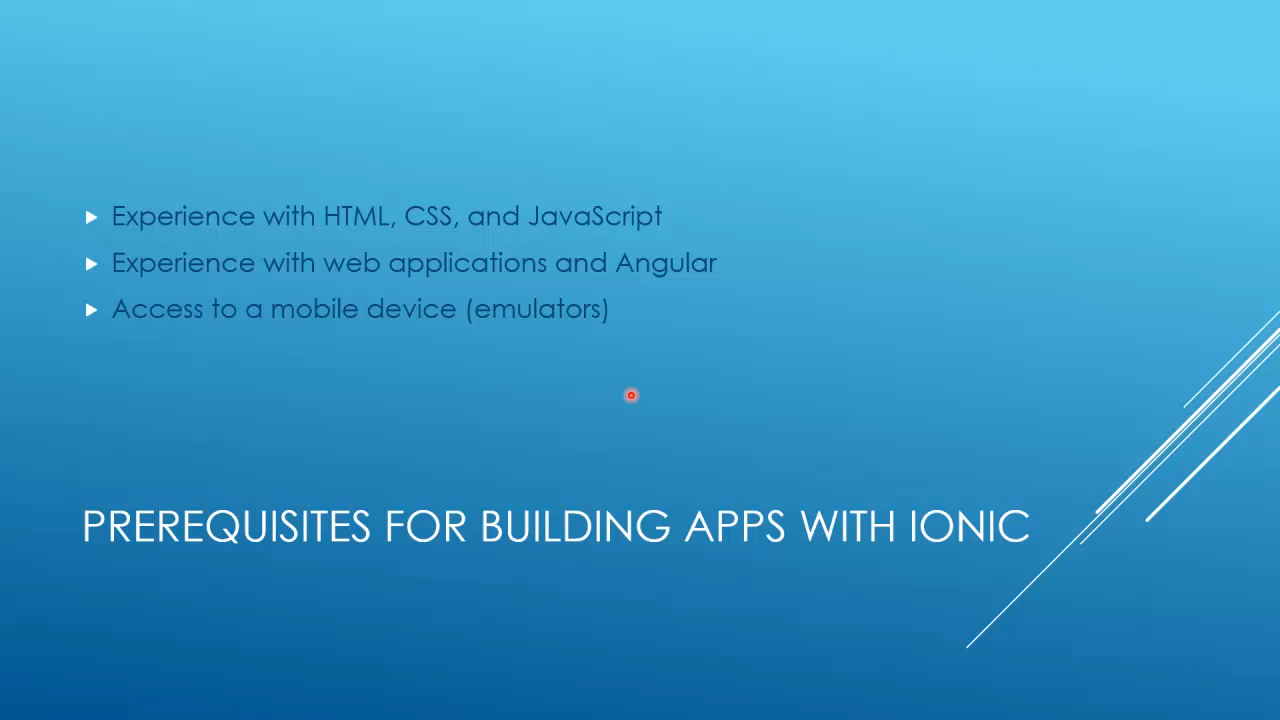 Experience with HTML, CSS, and JavaScript
Experience with web applications and Angular
Access to a mobile device (emulators)
PREREQUISITES FOR BUILDING APPS WITH IONIC